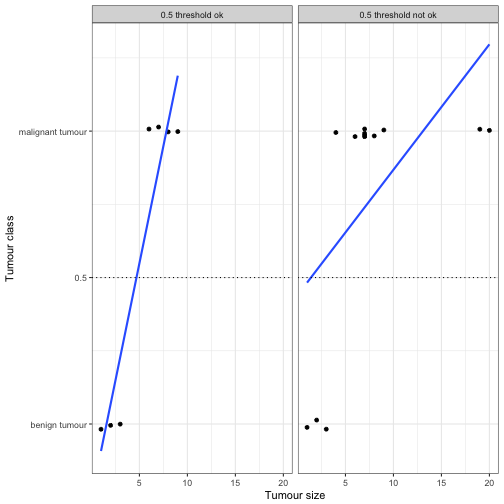 0.5 threshold ok
0.5 threshold not ok
malignant tumour
0.5
benign tumour
Tumour class
5 10 15 20
5 10 15 20
Tumour size